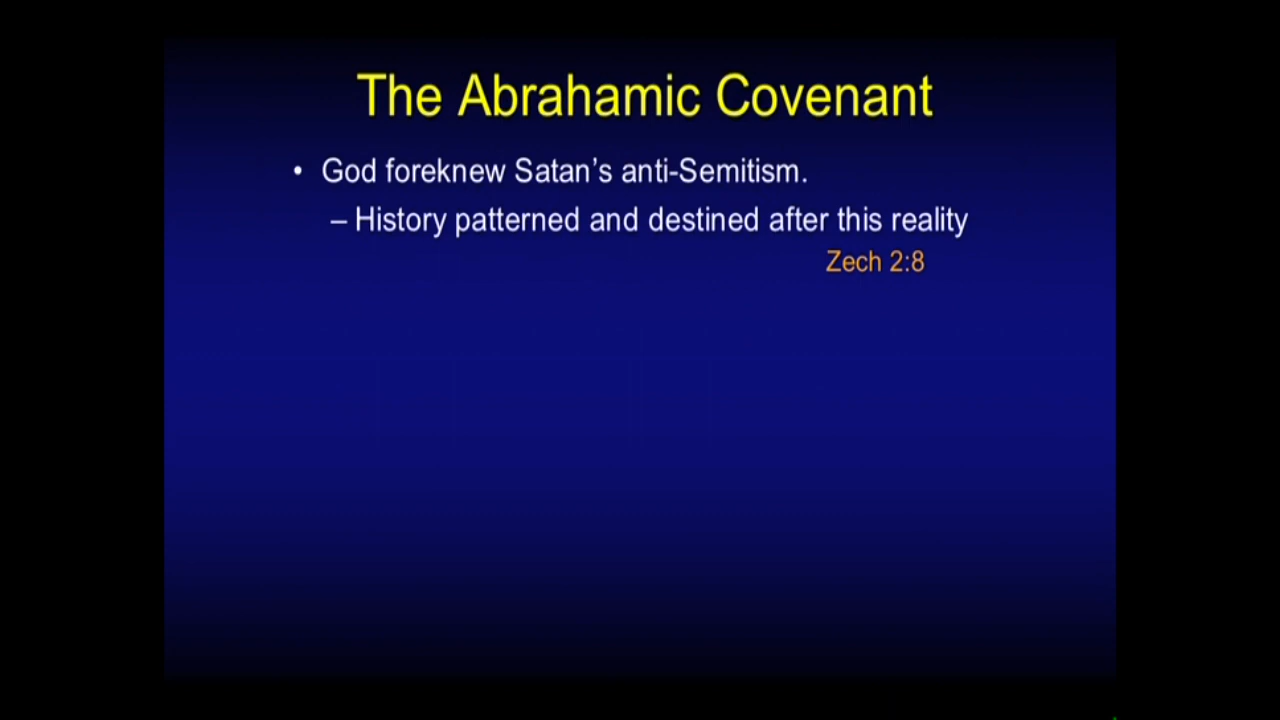 The Abrahamic Covenant
• God foreknew Satan’s anti-Semitism.
– History patterned and destined after this reality
Zech 2:8